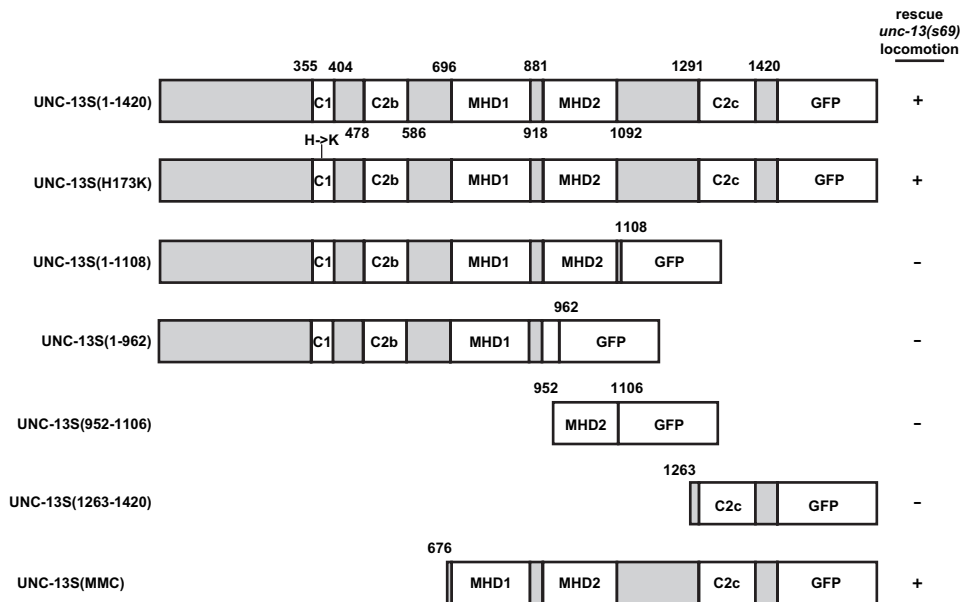 rescue
unc-13(s69)
locomotion
355 404 696 881 1291 1420
UNC-13S(1-1420) C1 C2b MHD1 MHD2 C2c GFP +
H->K 478 586 918 1092
UNC-13S(H173K) C1 C2b MHD1 MHD2 C2c GFP +
1108
UNC-13S(1-1108) C1 C2b MHD1 MHD2 GFP -
962
UNC-13S(1-962) C1 C2b MHD1 GFP -
952 1106
UNC-13S(952-1106) MHD2 GFP -
1263
UNC-13S(1263-1420) C2c GFP -
676
UNC-13S(MMC) MHD1 MHD2 C2c GFP +